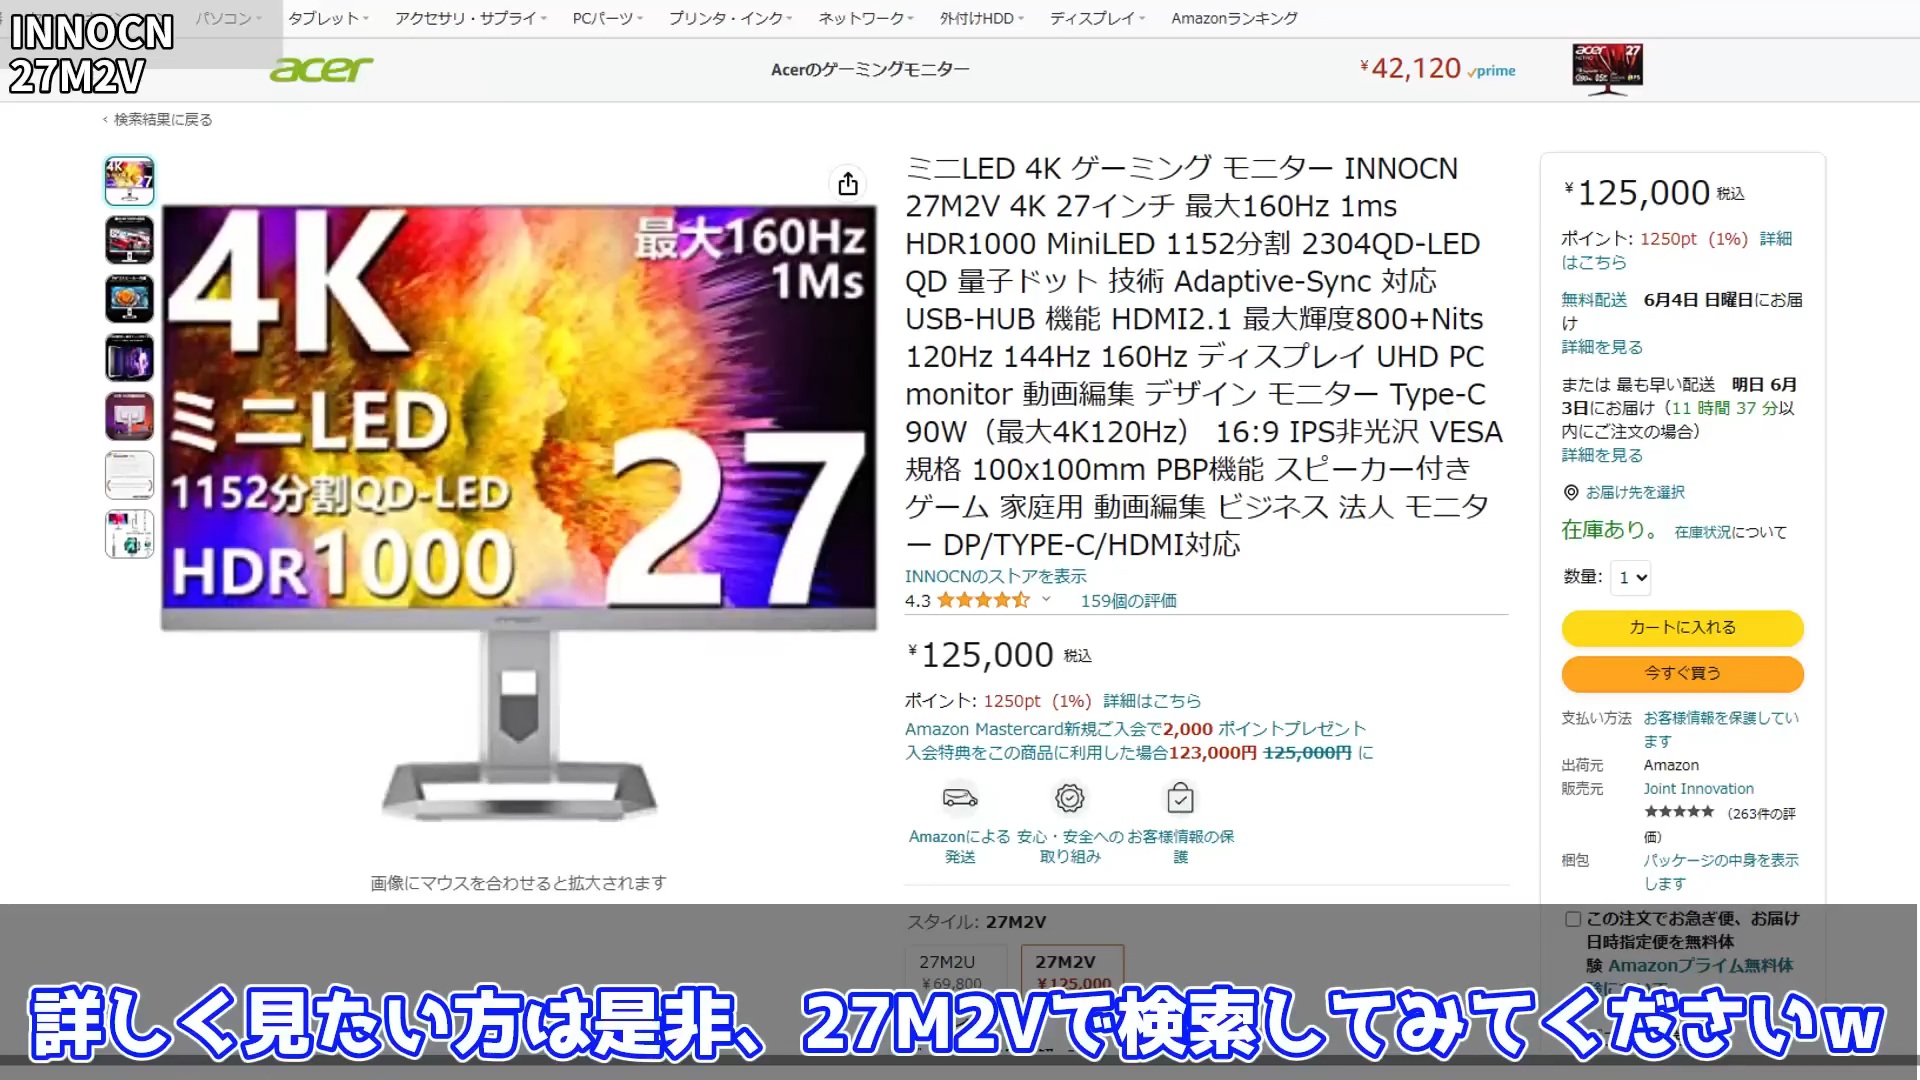 INNOCN
27M2V
パソコン
タブレット
アクセサリ・サプライ
PCパーツ
プリンタ・インク
ネットワーク
外付けHDD
ディスプレイ
Amazonランキング
acer
Acerのゲーミングモニター
¥42,120 prime
acer 27
‹ 検索結果に戻る
4K
最大160Hz
1Ms
ミニLED
1152分割QD-LED
HDR1000
27
画像にマウスを合わせると拡大されます
ミニLED 4K ゲーミング モニター INNOCN
27M2V 4K 27インチ 最大160Hz 1ms
HDR1000 MiniLED 1152分割 2304QD-LED
QD 量子ドット 技術 Adaptive-Sync 対応
USB-HUB 機能 HDMI2.1 最大輝度800+Nits
120Hz 144Hz 160Hz ディスプレイ UHD PC
monitor 動画編集 デザイン モニター Type-C
90W（最大4K120Hz） 16:9 IPS非光沢 VESA
規格 100x100mm PBP機能 スピーカー付き
ゲーム 家庭用 動画編集 ビジネス 法人 モニタ
ー DP/TYPE-C/HDMI対応
INNOCNのストアを表示
4.3 159個の評価
¥125,000 税込
ポイント: 1250pt (1%) 詳細はこちら
Amazon Mastercard新規ご入会で2,000 ポイントプレゼント
入会特典をこの商品に利用した場合123,000円 125,000円 に
Amazonによる
発送
安心・安全への
取り組み
お客様情報の保
護
スタイル: 27M2V
27M2U
¥69,800
27M2V
¥125,000
¥125,000 税込
ポイント: 1250pt (1%) 詳細
はこちら
無料配送 6月4日 日曜日にお届
け
詳細を見る
または 最も早い配送 明日 6月
3日にお届け（11 時間 37 分以
内にご注文の場合）
詳細を見る
お届け先を選択
在庫あり。 在庫状況について
数量: 1
カートに入れる
今すぐ買う
支払い方法 お客様情報を保護してい
ます
出荷元 Amazon
販売元 Joint Innovation
（263件の評
価）
梱包 パッケージの中身を表示
します
この注文でお急ぎ便、お届け
日時指定便を無料体
験 Amazonプライム無料体
詳しく見たい方は是非、27M2Vで検索してみてくださいw